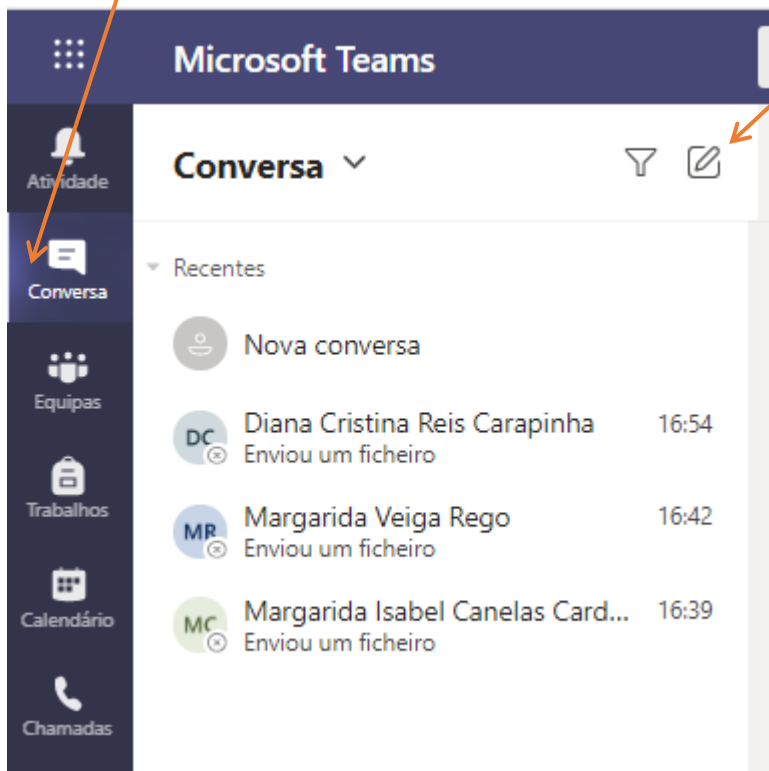 Microsoft Teams
Atividade
Conversa
Equipas
Trabalhos
Calendário
Chamadas
Conversa
Recentes
Nova conversa
DC Diana Cristina Reis Carapinha 16:54
Enviou um ficheiro
MR Margarida Veiga Rego 16:42
Enviou um ficheiro
MC Margarida Isabel Canelas Card... 16:39
Enviou um ficheiro